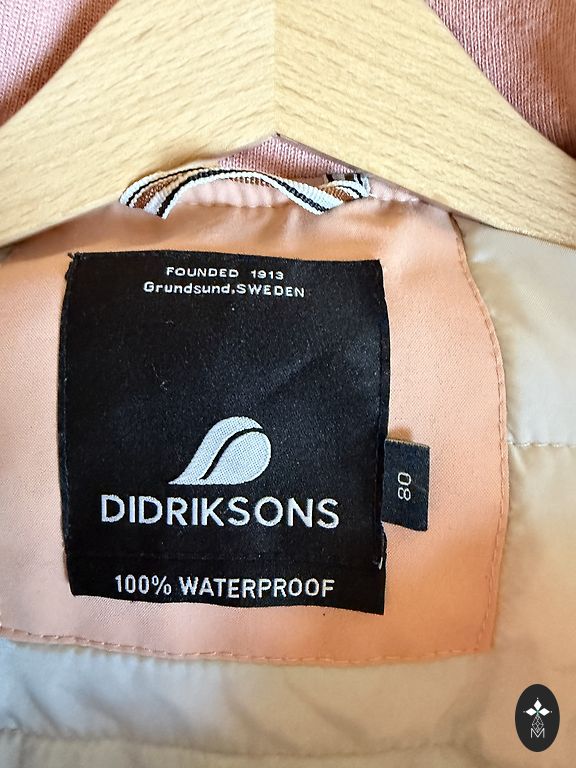 FOUNDED 1913
Grundsund,SWEDEN
DIDRIKSONS
80
100% WATERPROOF